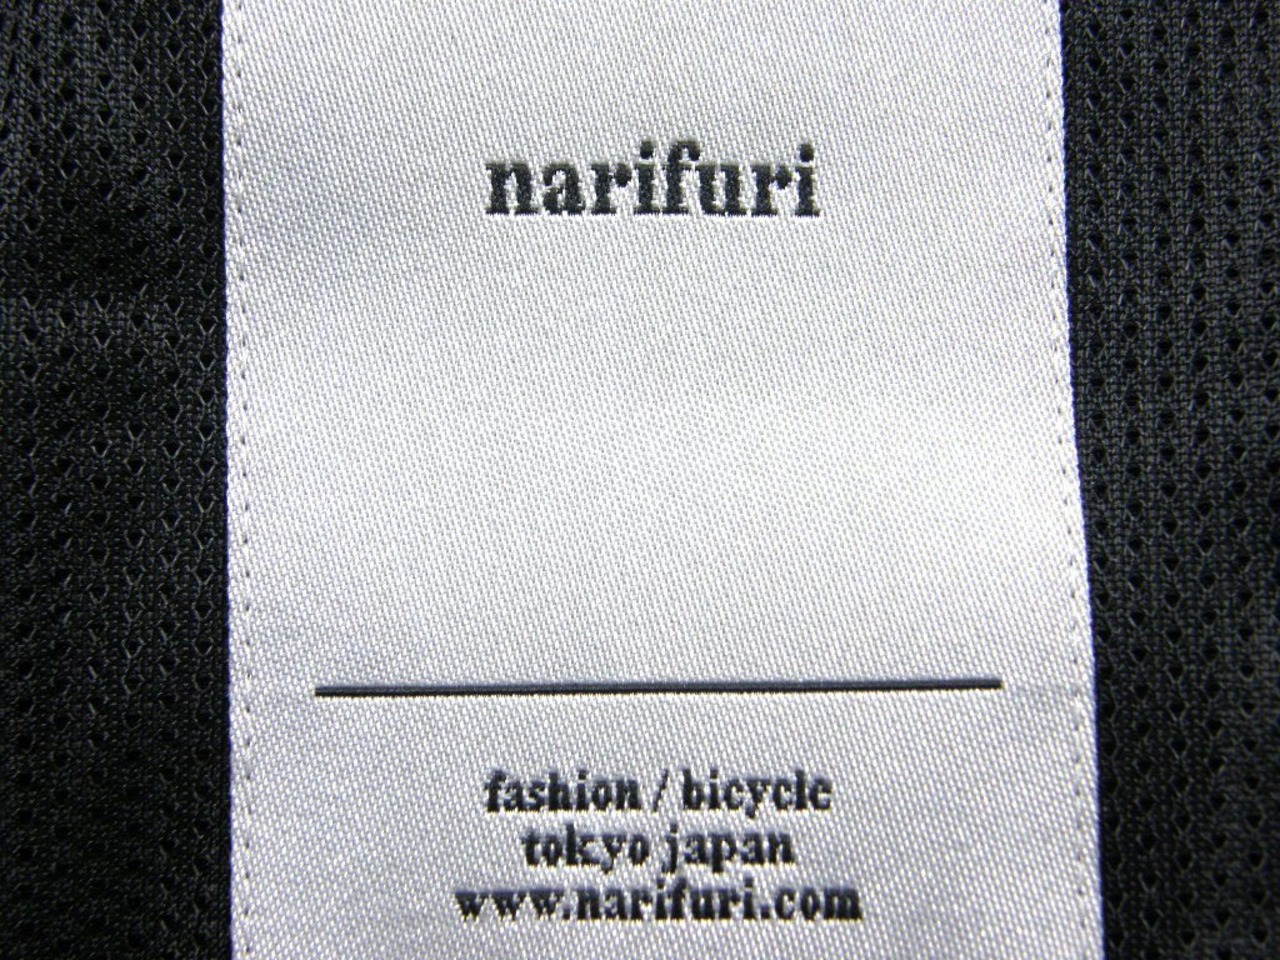 narifuri
fashion / bicycle
tokyo japan
www.narifuri.com